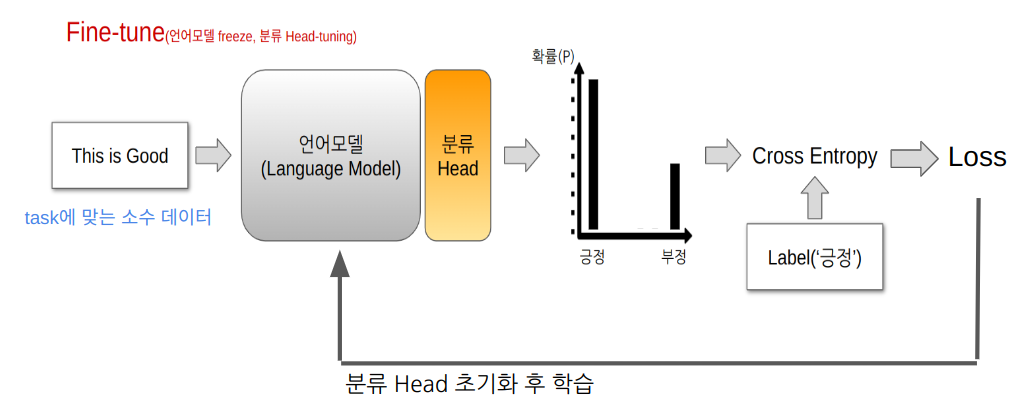 Fine-tune(언어모델 freeze, 분류 Head-tuning)
확률(P)
This is Good
언어모델
(Language Model)
분류
Head
Cross Entropy
Loss
task에 맞는 소수 데이터
긍정
부정
Label(‘긍정’)
분류 Head 초기화 후 학습